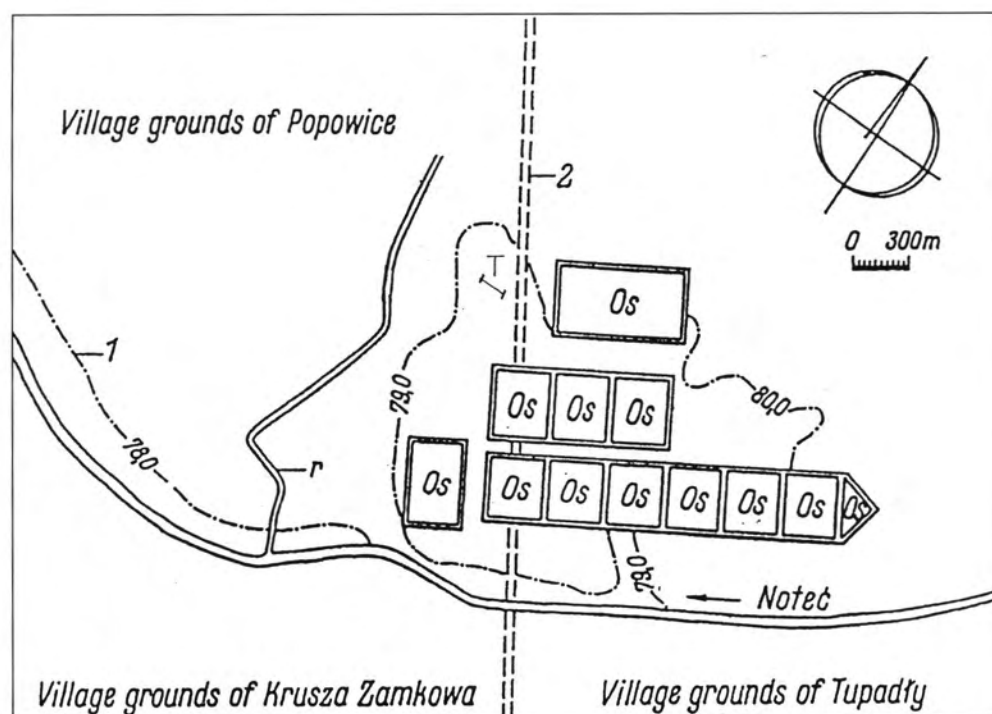 Village grounds of Popowice
2
0 300m
T
Os
1
79,0
80,0
Os Os Os
78,0
r
Os
Os Os Os Os Os Os Os
79,0
Noteć
Village grounds of Krusza Zamkowa
Village grounds of Tupadły